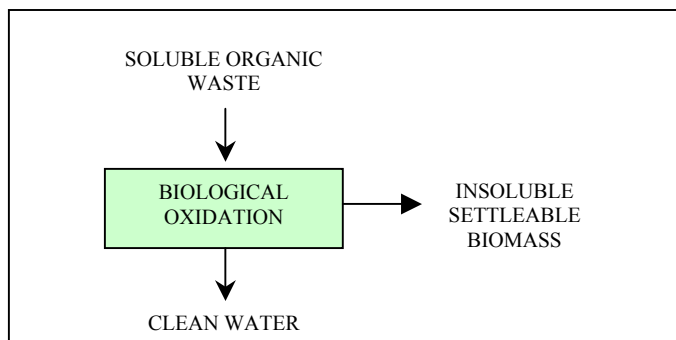 SOLUBLE ORGANIC
WASTE
BIOLOGICAL
OXIDATION
INSOLUBLE
SETTLEABLE
BIOMASS
CLEAN WATER